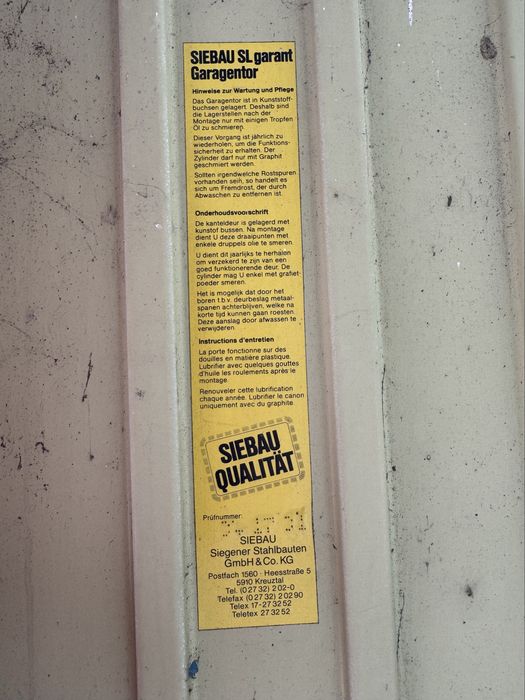 SIEBAU SL garant
Garagentor
Hinweise zur Wartung und Pflege
Das Garagentor ist in Kunststoff-
buchsen gelagert. Deshalb sind
die Lagerstellen nach der
Montage nur mit einigen Tropfen
Öl zu schmieren.
Dieser Vorgang ist jährlich zu
wiederholen, um die Funktions-
sicherheit zu erhalten. Der
Zylinder darf nur mit Graphit
geschmiert werden.
Sollten irgendwelche Rostspuren
vorhanden sein, so handelt es
sich um Fremdrost, der durch
Abwaschen zu entfernen ist.
Onderhoudsvoorschrift
De kanteldeur is gelagerd met
kunstof bussen. Na montage
dient U deze draaipunten met
enkele druppels olie te smeren.
U dient dit jaarlijks te herhalen
om verzekerd te zijn van een
goed funktionerende deur. De
cylinder mag U enkel met grafiet-
poeder smeren.
Het is mogelijk dat door het
boren t.b.v. deurbeslag metaal-
spanen achterblijven, welke na
korte tijd kunnen gaan roesten.
Deze aanslag door afwassen te
verwijderen.
Instructions d'entretien
La porte fonctionne sur des
douilles en matière plastique.
Lubrifier avec quelques gouttes
d'huile les roulements après le
montage.
Renouveler cette lubrification
chaque année. Lubrifier le canon
uniquement avec du graphite.
SIEBAU
QUALITÄT
Prüfnummer:
SIEBAU
Siegener Stahlbauten
GmbH & Co. KG
Postfach 1560 · Heesstraße 5
5910 Kreuztal
Tel. (0 27 32) 2 02-0
Telefax (0 27 32) 2 02 90
Telex 17-27 32 52
Teletex 27 32 52